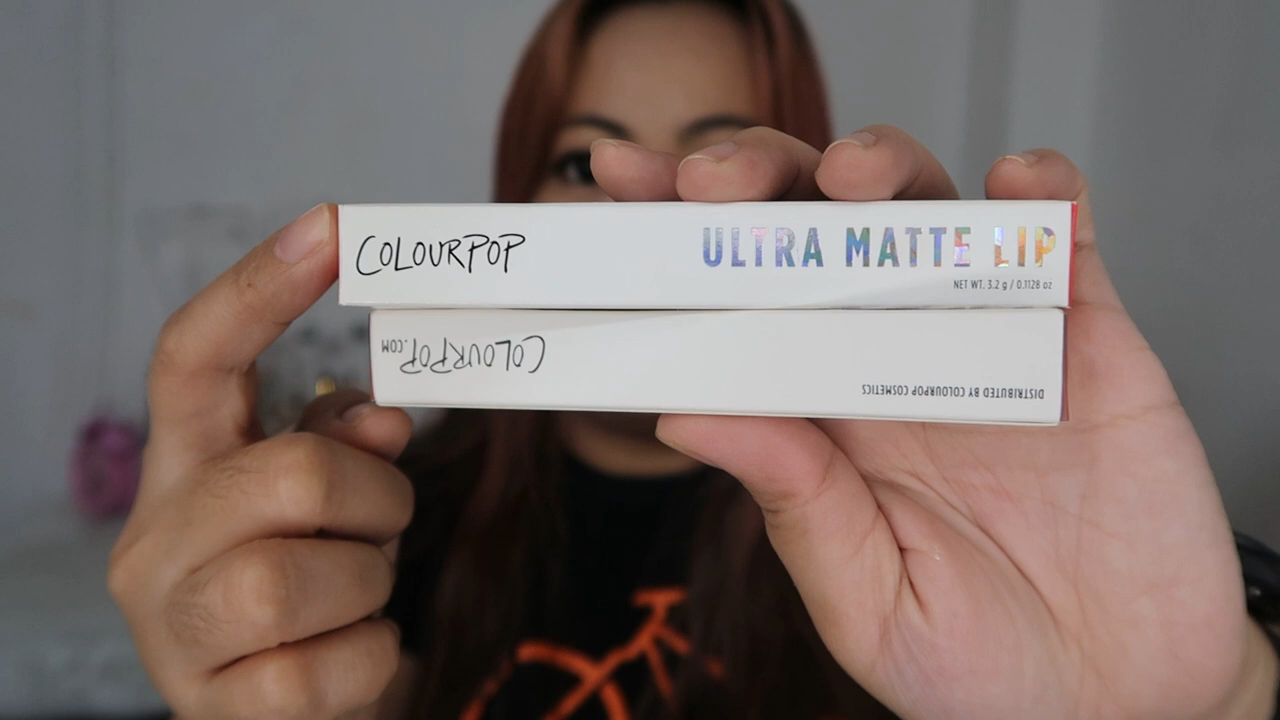 COLOURPOP
ULTRA MATTE LIP
NET WT. 3.2 g / 0.1128 oz
COLOURPOP.COM
DISTRIBUTED BY COLOURPOP COSMETICS